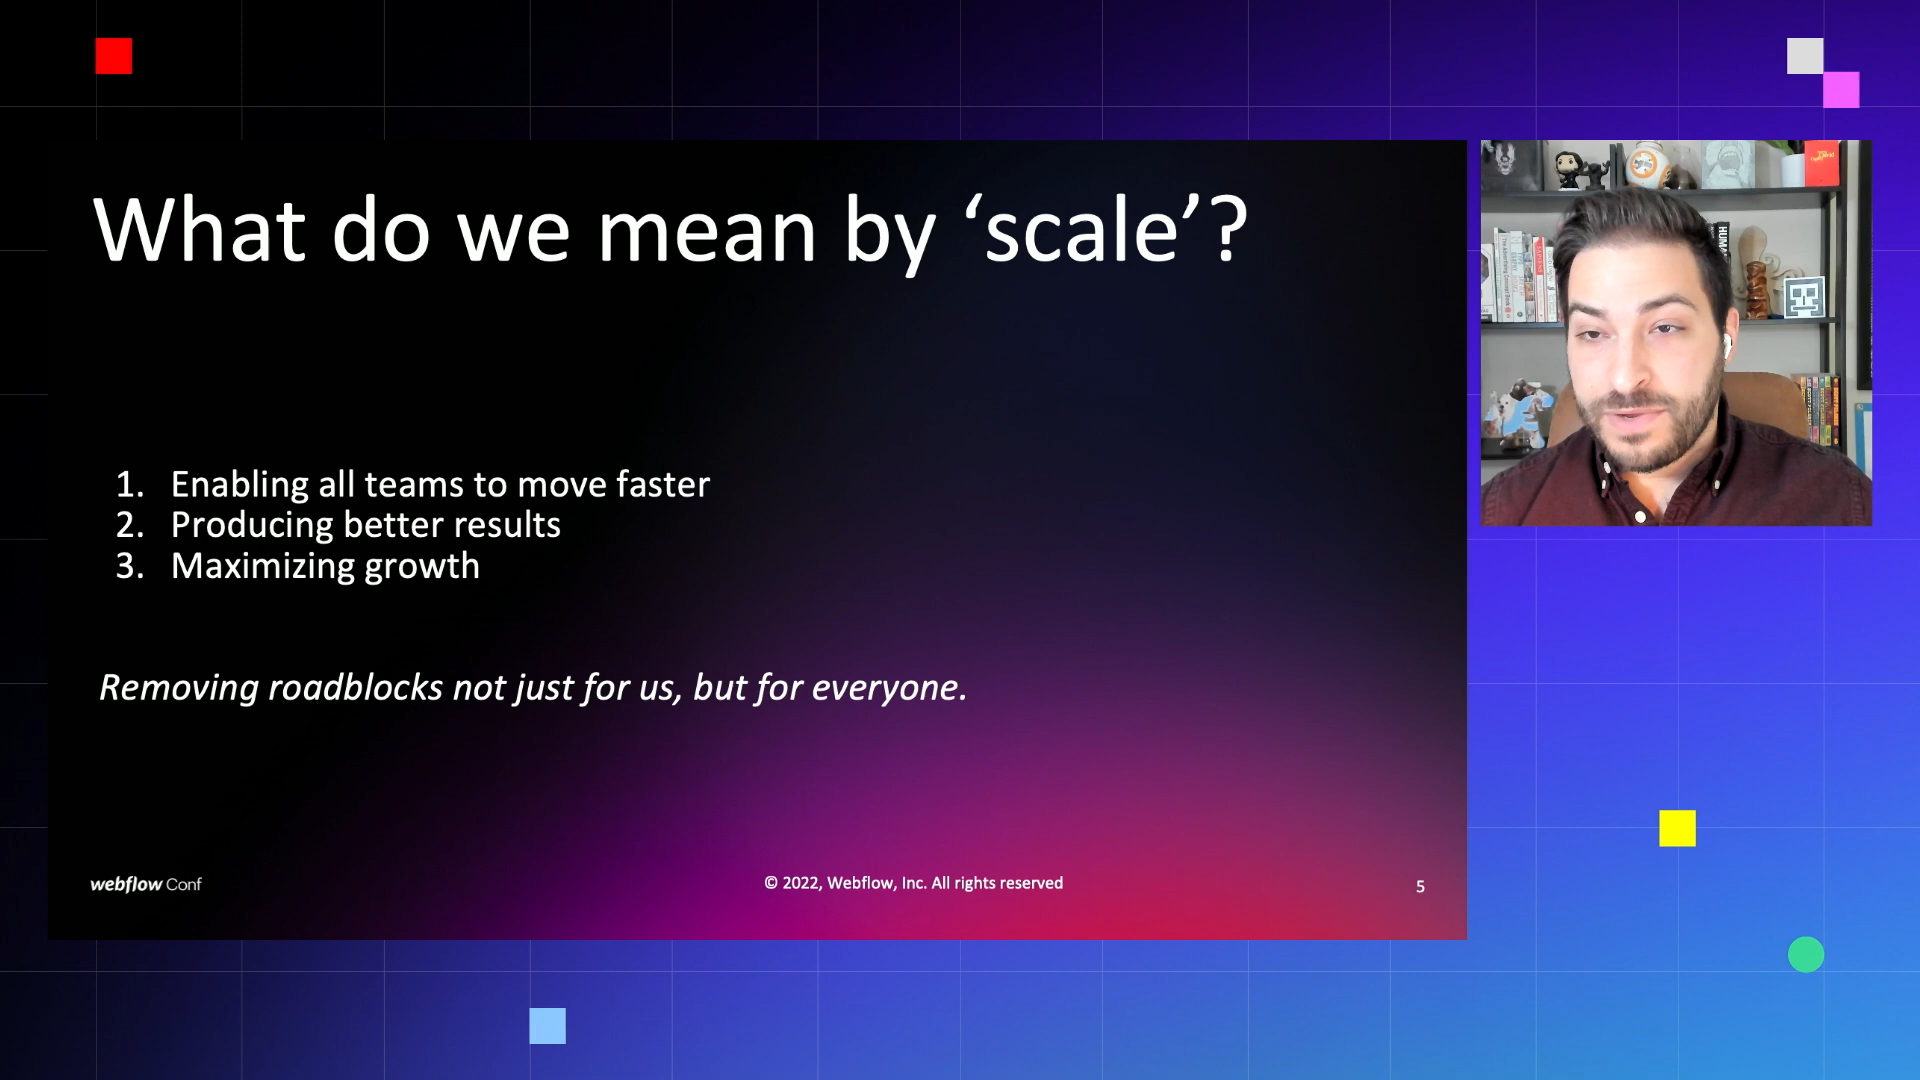 What do we mean by ‘scale’?
1. Enabling all teams to move faster
2. Producing better results
3. Maximizing growth
Removing roadblocks not just for us, but for everyone.
webflow Conf
© 2022, Webflow, Inc. All rights reserved
5